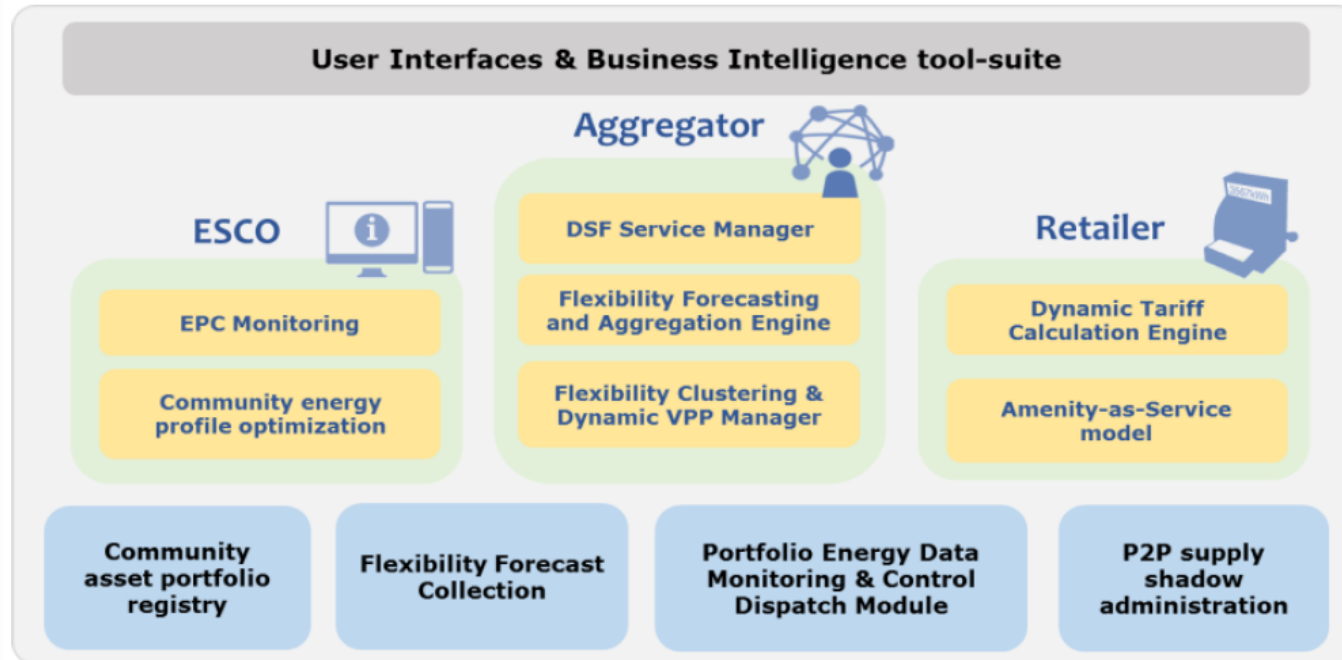 User Interfaces & Business Intelligence tool-suite
Aggregator
ESCO
Retailer
DSF Service Manager
Flexibility Forecasting
and Aggregation Engine
Flexibility Clustering &
Dynamic VPP Manager
EPC Monitoring
Community energy
profile optimization
Dynamic Tariff
Calculation Engine
Amenity-as-Service
model
Community
asset portfolio
registry
Flexibility Forecast
Collection
Portfolio Energy Data
Monitoring & Control
Dispatch Module
P2P supply
shadow
administration